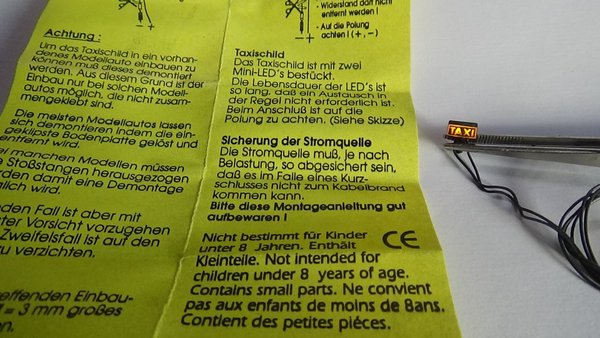 Achtung :
Um das Taxischild in ein vorhan-
denes Modellauto einbauen zu
können muß dieses demontiert
werden. Aus diesem Grund ist der
Einbau nur bei solchen Modell-
autos möglich, die nicht zusam-
mengeklebt sind.
Die meisten Modellautos lassen
sich demontieren indem die ein-
geklipste Bodenplatte gelöst und
entfernt wird.
Bei manchen Modellen müssen
Stoßstangen herausgezogen
werden damit eine Demontage
möglich wird.
jeden Fall ist aber mit
Vorsicht vorzugehen
Zweifelsfall ist auf den
zu verzichten.
Einbau-
= 3 mm großes
Widerstand darf nicht
entfernt werden !
- Auf die Polung
achten ! ( + , - )
Taxischild
Das Taxischild ist mit zwei
Mini-LED's bestückt.
Die Lebensdauer der LED's ist
so lang, daß ein Austausch in
der Regel nicht erforderlich ist.
Beim Anschluß ist auf die
Polung zu achten. (Siehe Skizze)
Sicherung der Stromquelle
Die Stromquelle muß, je nach
Belastung, so abgesichert sein,
daß es im Falle eines Kurz-
schlusses nicht zum Kabelbrand
kommen kann.
Bitte diese Montageanleitung gut
aufbewaren !
Nicht bestimmt für Kinder
unter 8 Jahren. Enthält
CE
Kleinteile. Not intended for
children under 8 years of age.
Contains small parts. Ne convient
pas aux enfants de moins de 8ans.
Contient des petites piéces.
TAXI